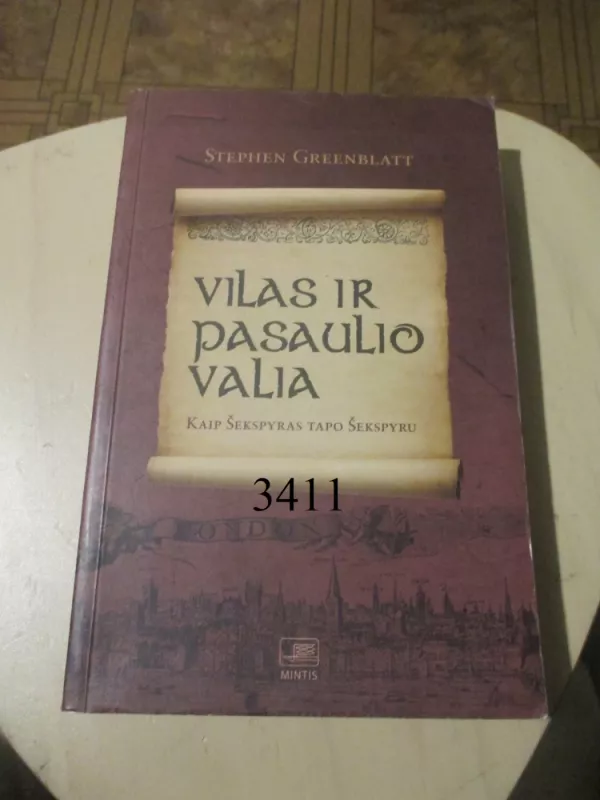 STEPHEN GREENBLATT
VILAS IR
PASAULIO
VALIA
KAIP ŠEKSPYRAS TAPO ŠEKSPYRU
3411
MINTIS